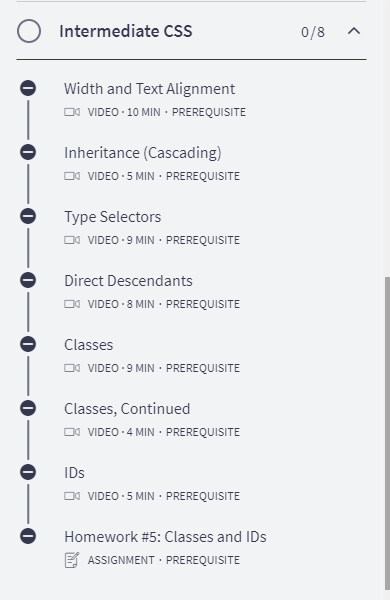 Intermediate CSS 0/8
Width and Text Alignment
VIDEO · 10 MIN · PREREQUISITE
Inheritance (Cascading)
VIDEO · 5 MIN · PREREQUISITE
Type Selectors
VIDEO · 9 MIN · PREREQUISITE
Direct Descendants
VIDEO · 8 MIN · PREREQUISITE
Classes
VIDEO · 9 MIN · PREREQUISITE
Classes, Continued
VIDEO · 4 MIN · PREREQUISITE
IDs
VIDEO · 5 MIN · PREREQUISITE
Homework #5: Classes and IDs
ASSIGNMENT · PREREQUISITE